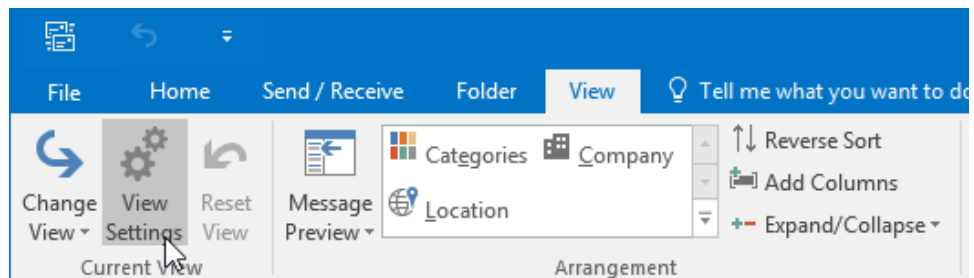 File Home Send / Receive Folder View Tell me what you want to do
Change View
View Settings
Reset View
Message Preview
Categories Company
Location
Reverse Sort
Add Columns
Expand/Collapse
Current View
Arrangement